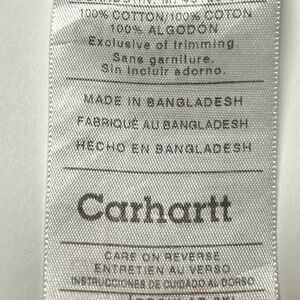 100% COTTON/100% COTON
100% ALGODÓN
Exclusive of trimming.
Sans garniture.
Sin incluir adorno.
MADE IN BANGLADESH
FABRIQUÉ AU BANGLADESH
HECHO EN BANGLADESH
Carhartt
CARE ON REVERSE
ENTRETIEN AU VERSO
INSTRUCCIONES DE CUIDADO AL DORSO